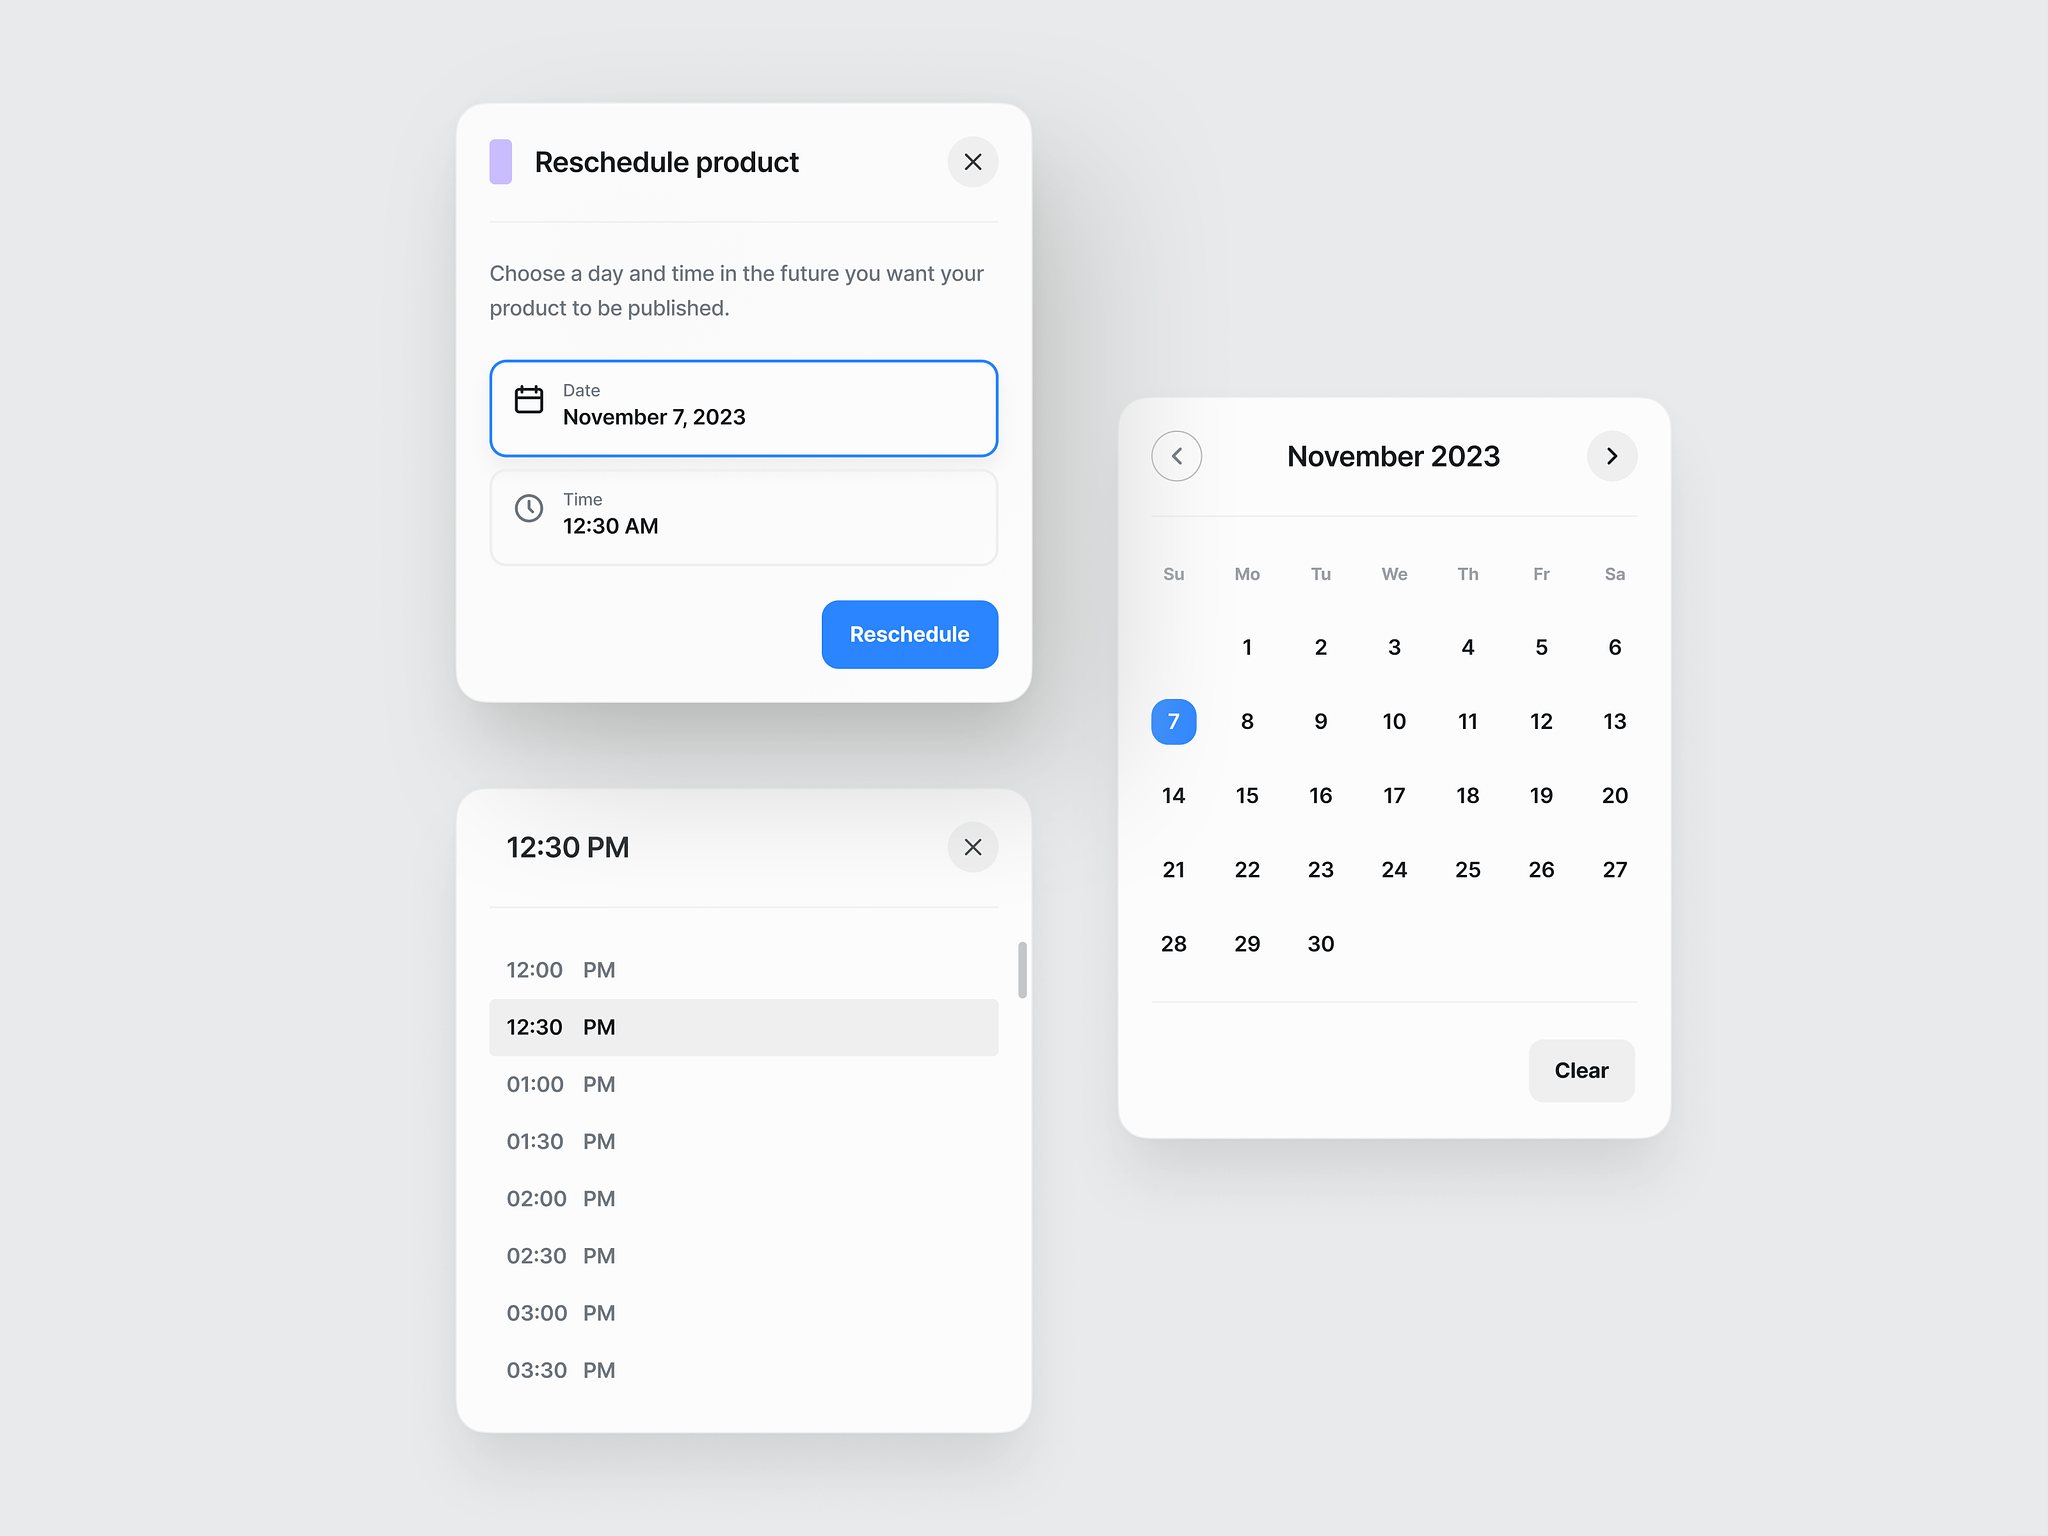 Reschedule product
Choose a day and time in the future you want your
product to be published.
Date
November 7, 2023
Time
12:30 AM
Reschedule
12:30 PM
12:00 PM
12:30 PM
01:00 PM
01:30 PM
02:00 PM
02:30 PM
03:00 PM
03:30 PM
November 2023
Su Mo Tu We Th Fr Sa
1 2 3 4 5 6
7 8 9 10 11 12 13
14 15 16 17 18 19 20
21 22 23 24 25 26 27
28 29 30
Clear